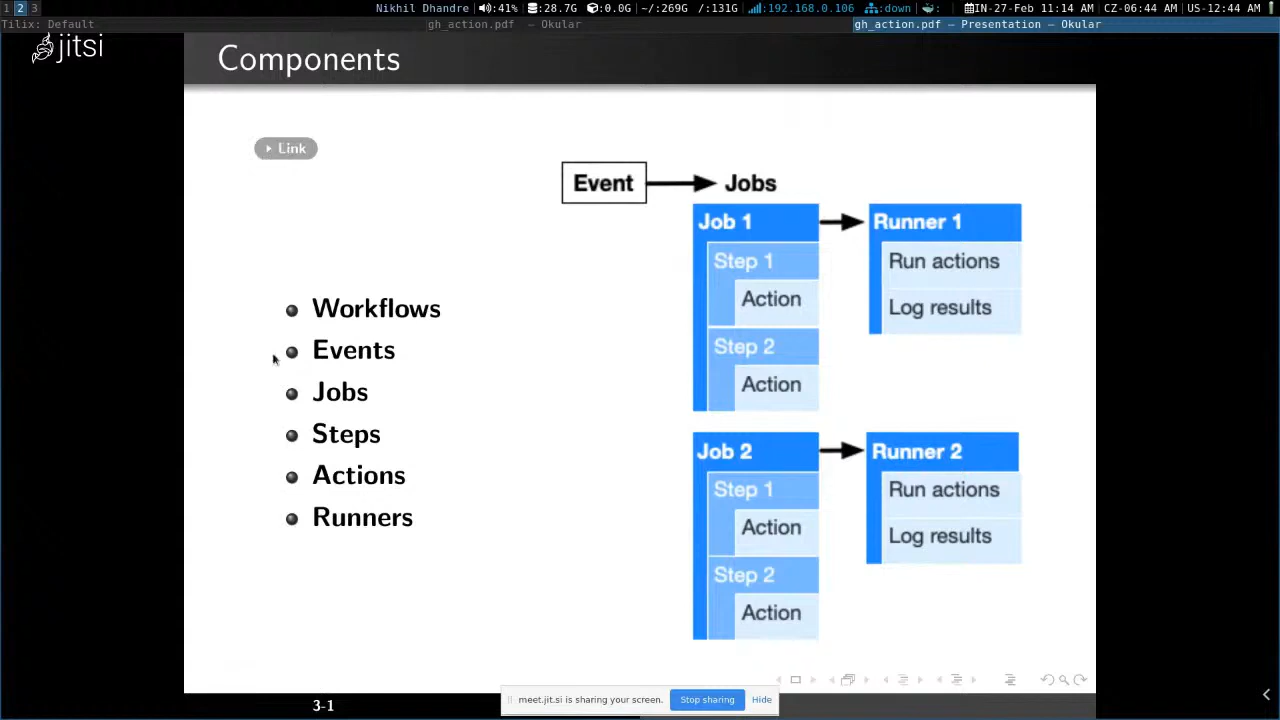 1 2 3 Nikhil Dhandre 41% :28.7G :0.0G ~/:269G /:131G :192.168.0.106 :down : IN-27-Feb 11:14 AM CZ-06:44 AM US-12:44 AM
Tilix: Default gh_action.pdf — Okular gh_action.pdf — Presentation — Okular
jitsi
Components
Link
Event Jobs
Job 1 Runner 1
Step 1 Run actions
Action Log results
Step 2
Action
Workflows
Events
Jobs
Steps
Actions
Runners
Job 2 Runner 2
Step 1 Run actions
Action Log results
Step 2
Action
meet.jit.si is sharing your screen. Stop sharing Hide
3-1